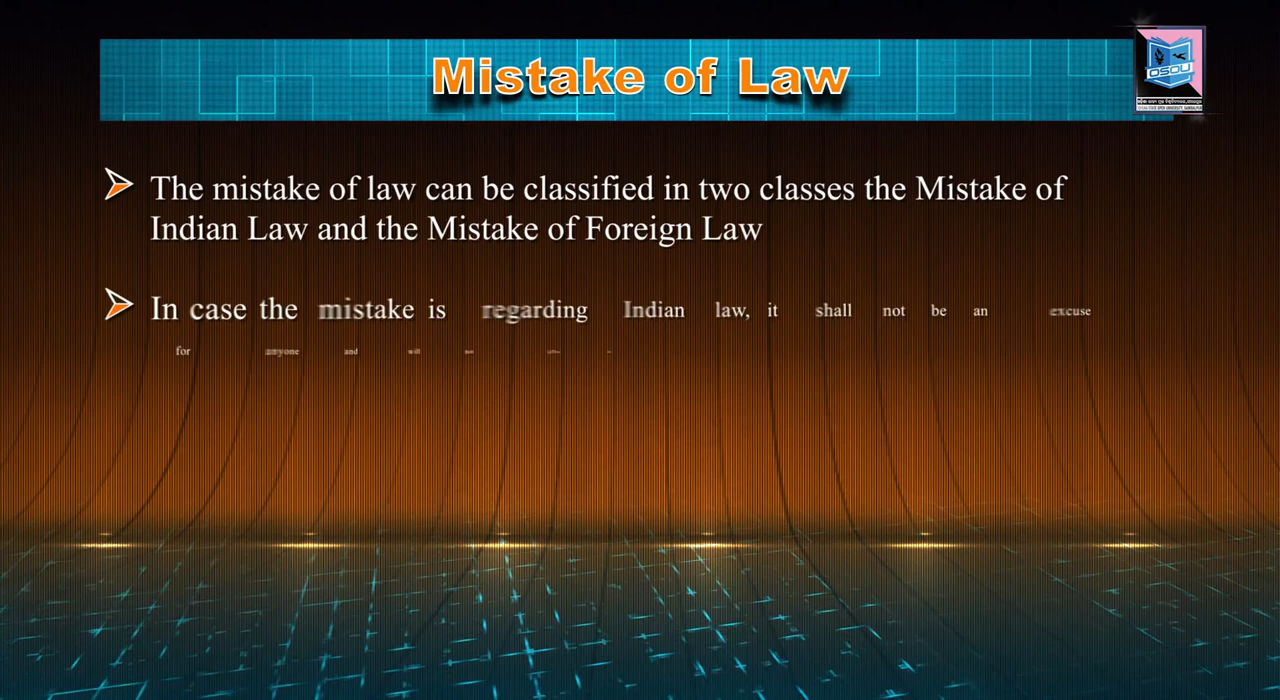 Mistake of Law
OSOU
The mistake of law can be classified in two classes the Mistake of
Indian Law and the Mistake of Foreign Law
In case the mistake is regarding Indian law, it shall not be an excuse
for anyone and will